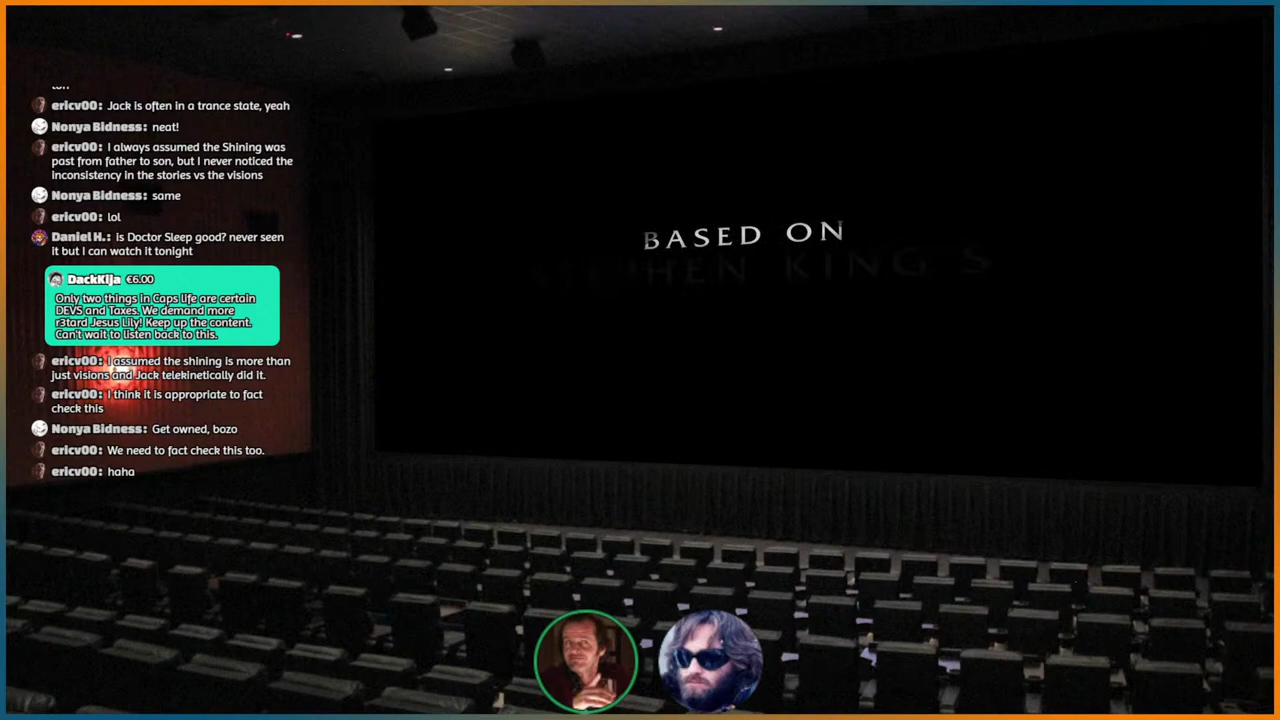 ericv00: Jack is often in a trance state, yeah
Nonya Bidness: neat!
ericv00: I always assumed the Shining was
past from father to son, but I never noticed the
inconsistency in the stories vs the visions
Nonya Bidness: same
ericv00: lol
Daniel H.: is Doctor Sleep good? never seen
it but I can watch it tonight
DackKija €6.00
Only two things in Caps life are certain
DEVS and Taxes. We demand more
r3tard Jesus Lily! Keep up the content.
Can't wait to listen back to this.
ericv00: I assumed the shining is more than
just visions and Jack telekinetically did it.
ericv00: I think it is appropriate to fact
check this
Nonya Bidness: Get owned, bozo
ericv00: We need to fact check this too.
ericv00: haha
BASED ON
STEPHEN KING'S